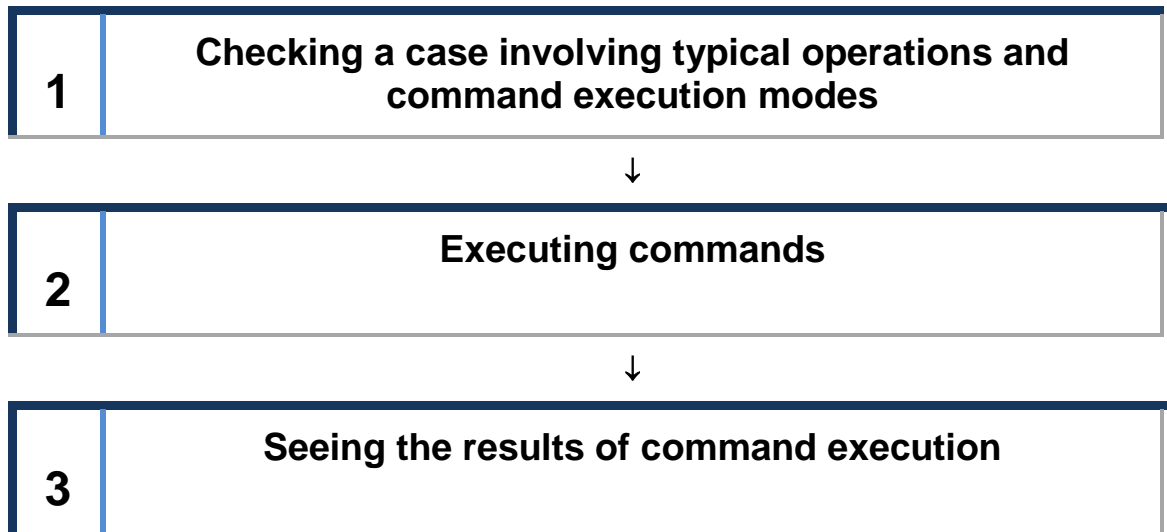 1
Checking a case involving typical operations and
command execution modes
↓
2
Executing commands
↓
3
Seeing the results of command execution